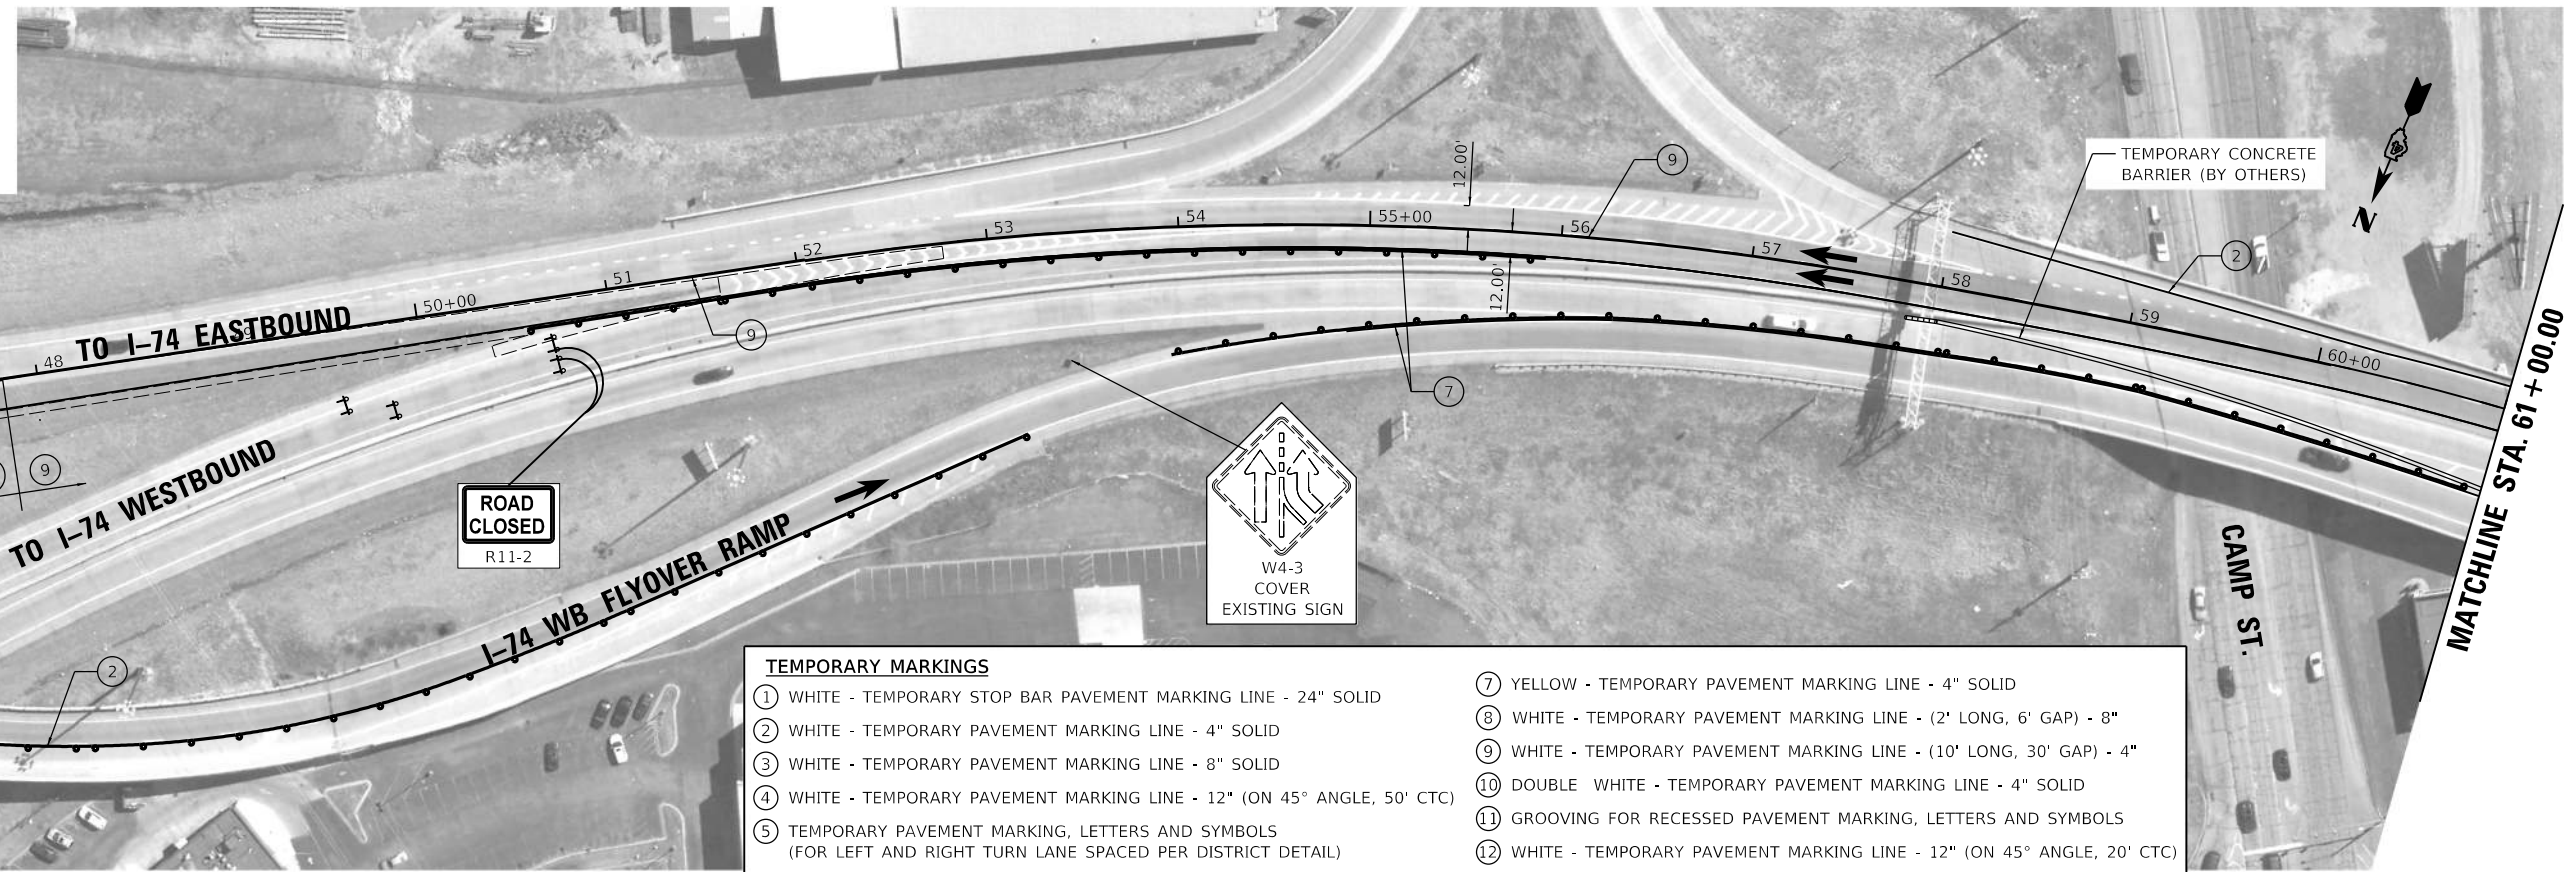 12.00'
9
TEMPORARY CONCRETE
BARRIER (BY OTHERS)
N
2
48
49
50+00
51
52
53
54
55+00
56
57
58
59
60+00
TO I-74 EASTBOUND
9
12.00'
7
9
TO I-74 WESTBOUND
ROAD
CLOSED
R11-2
I-74 WB FLYOVER RAMP
W4-3
COVER
EXISTING SIGN
CAMP ST.
MATCHLINE STA. 61+00.00
2
TEMPORARY MARKINGS
1 WHITE - TEMPORARY STOP BAR PAVEMENT MARKING LINE - 24" SOLID
2 WHITE - TEMPORARY PAVEMENT MARKING LINE - 4" SOLID
3 WHITE - TEMPORARY PAVEMENT MARKING LINE - 8" SOLID
4 WHITE - TEMPORARY PAVEMENT MARKING LINE - 12" (ON 45° ANGLE, 50' CTC)
5 TEMPORARY PAVEMENT MARKING, LETTERS AND SYMBOLS
(FOR LEFT AND RIGHT TURN LANE SPACED PER DISTRICT DETAIL)
7 YELLOW - TEMPORARY PAVEMENT MARKING LINE - 4" SOLID
8 WHITE - TEMPORARY PAVEMENT MARKING LINE - (2' LONG, 6' GAP) - 8"
9 WHITE - TEMPORARY PAVEMENT MARKING LINE - (10' LONG, 30' GAP) - 4"
10 DOUBLE WHITE - TEMPORARY PAVEMENT MARKING LINE - 4" SOLID
11 GROOVING FOR RECESSED PAVEMENT MARKING, LETTERS AND SYMBOLS
12 WHITE - TEMPORARY PAVEMENT MARKING LINE - 12" (ON 45° ANGLE, 20' CTC)